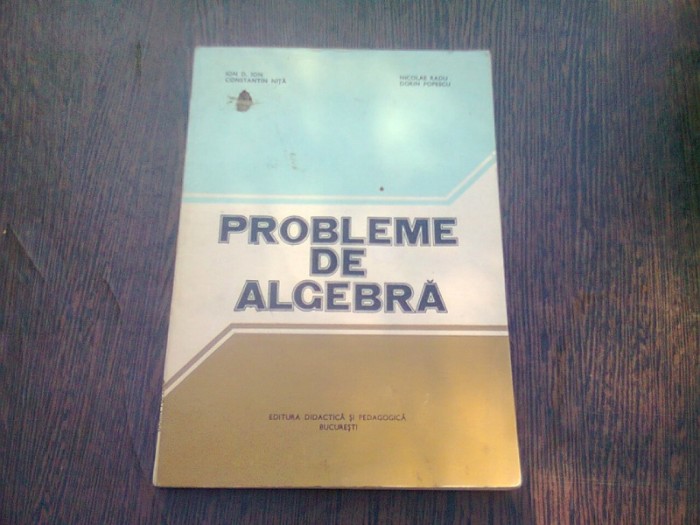 ION D. ION
CONSTANTIN NIȚĂ
NICOLAE RADU
DORIN POPESCU
PROBLEME
DE
ALGEBRĂ
EDITURA DIDACTICĂ ȘI PEDAGOGICĂ
BUCUREȘTI